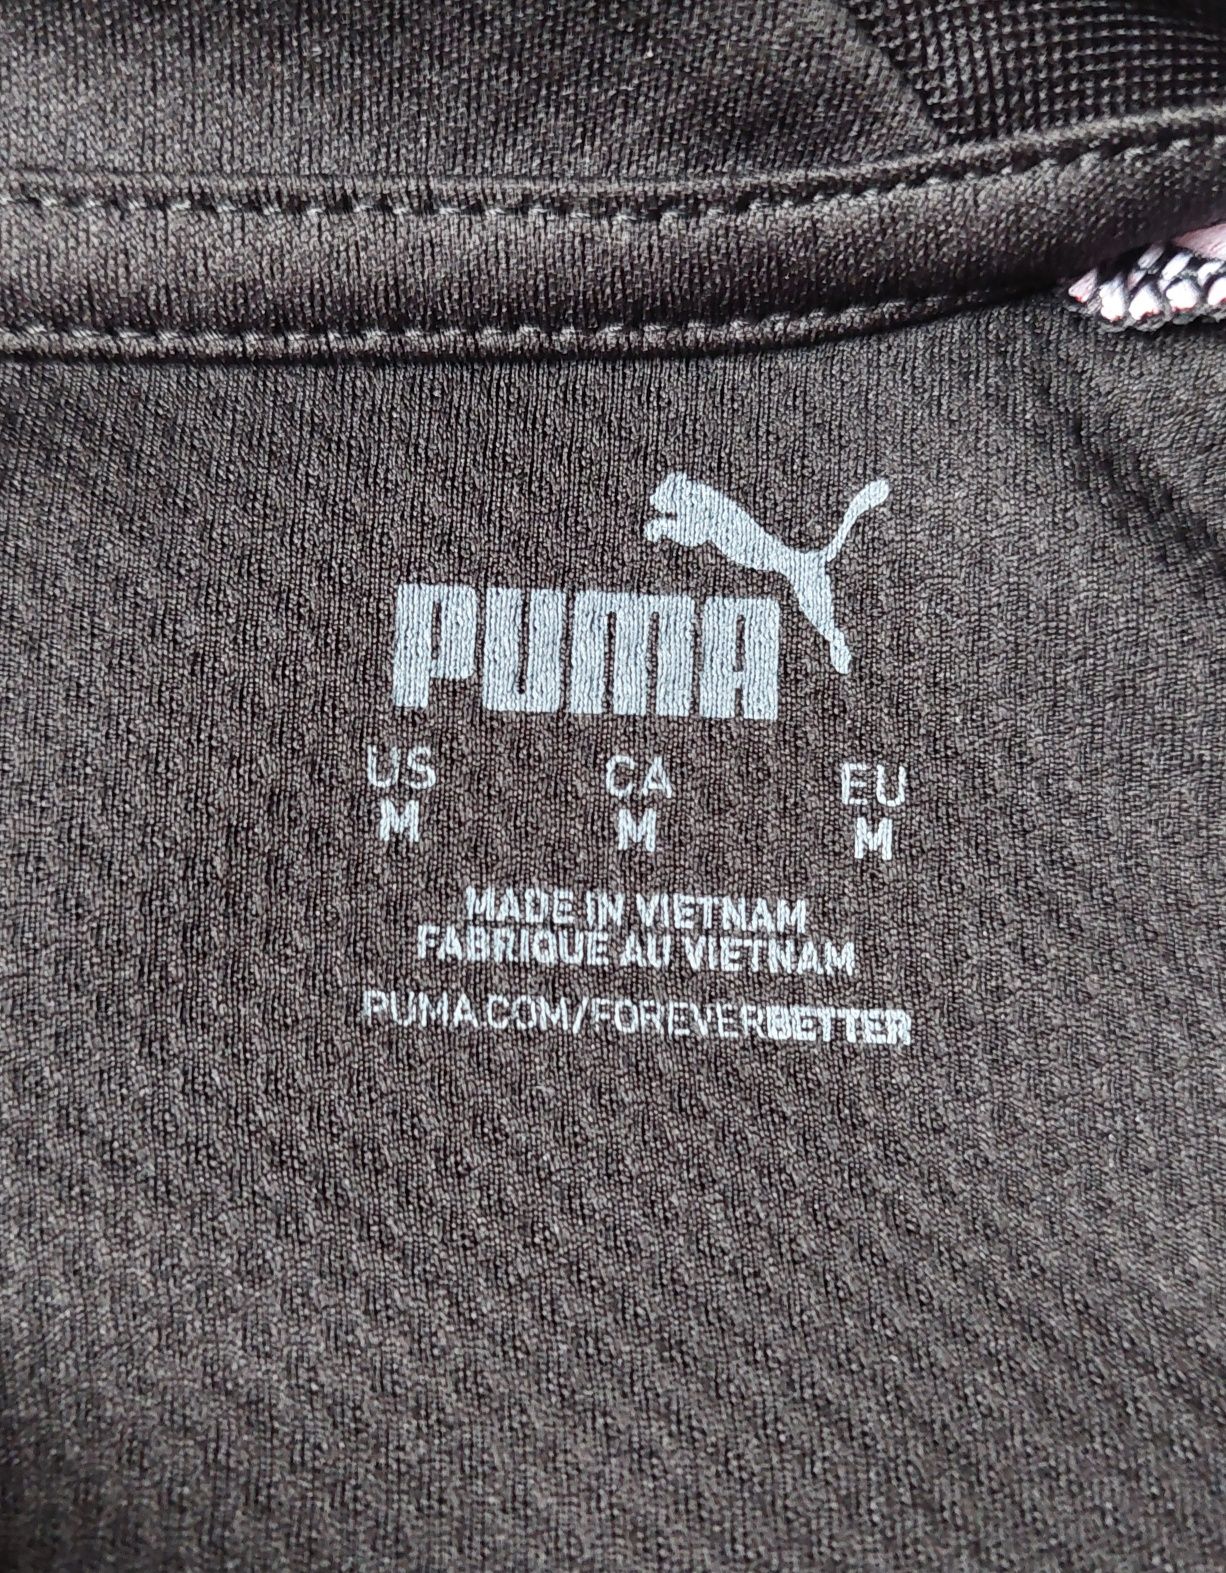 PUMA
US CA EU
M M M
MADE IN VIETNAM
FABRIQUE AU VIETNAM
PUMA.COM/FOREVERBETTER